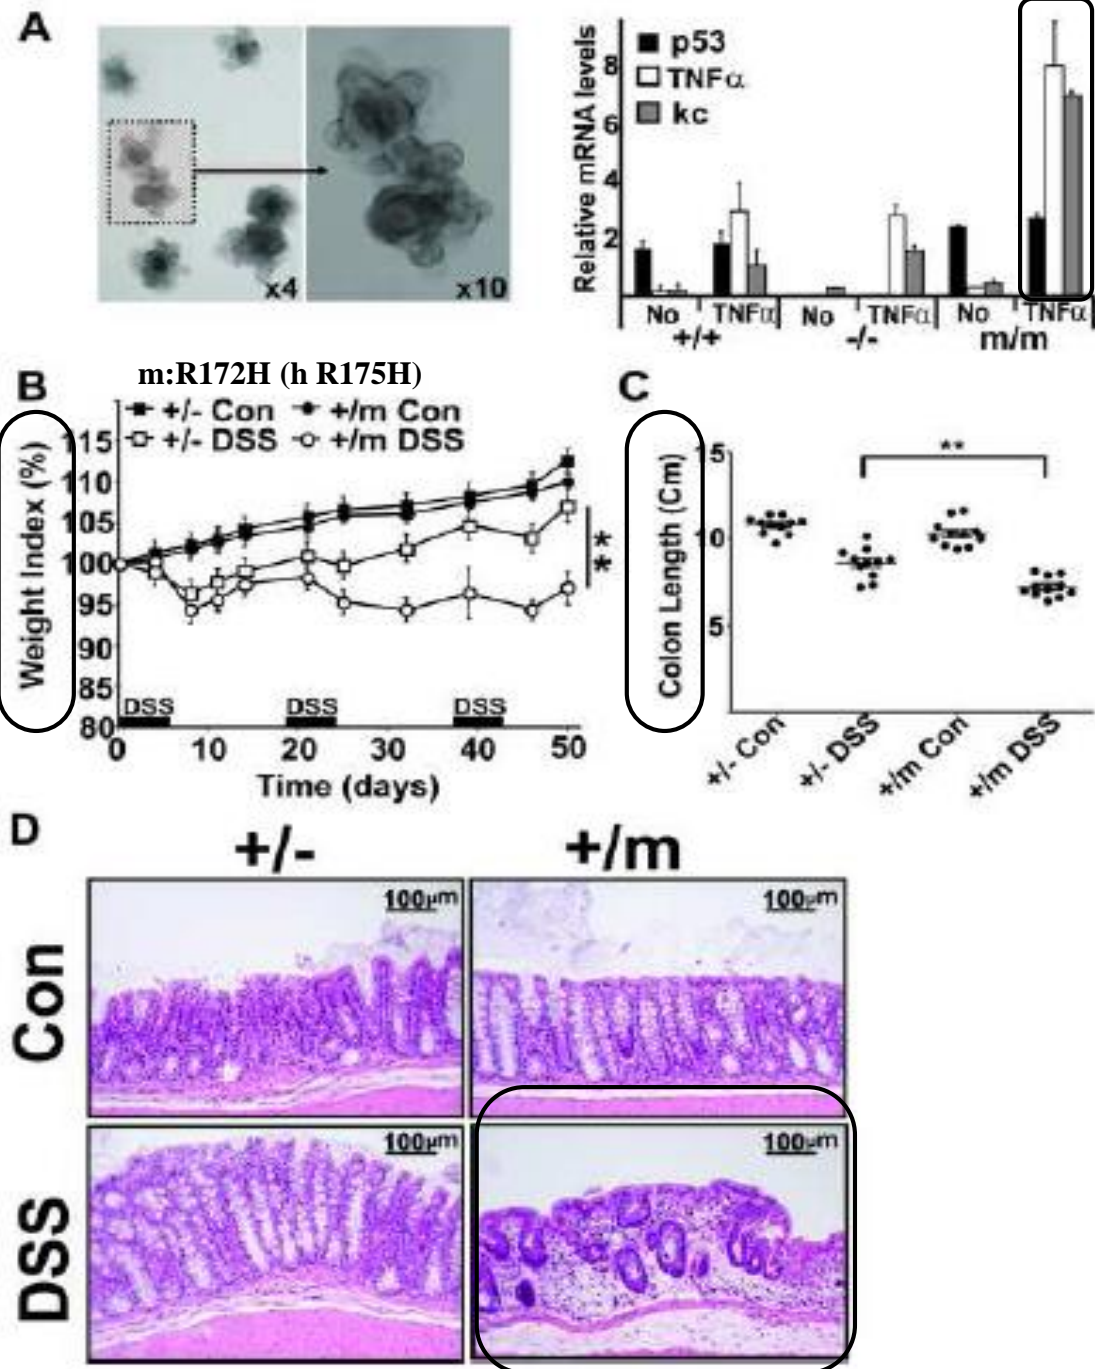 A
x4
x10
Relative mRNA levels
8
6
4
2
p53
TNFα
kc
No TNFα No TNFα No TNFα
+/+ -/- m/m
B
m:R172H (h R175H)
+/- Con +/m Con
+/- DSS +/m DSS
Weight Index (%)
115
110
105
100
95
90
85
80
**
DSS DSS DSS
0 10 20 30 40 50
Time (days)
C
Colon Length (Cm)
5
0
5
**
+/- Con +/- DSS +/m Con +/m DSS
D
+/- +/m
Con
100µm 100µm
DSS
100µm 100µm